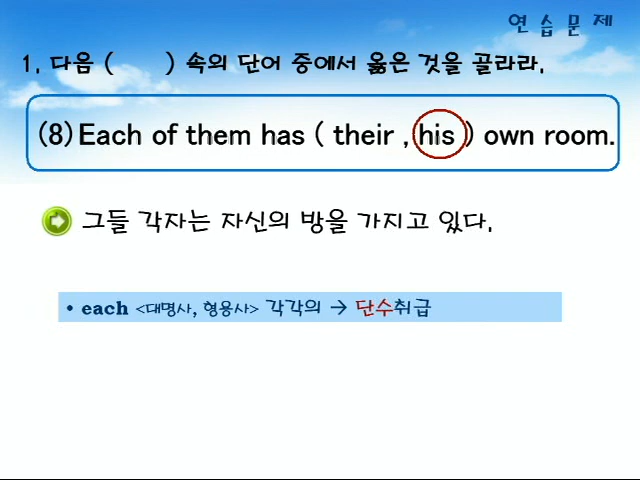 연습문제
1. 다음 (      ) 속의 단어 중에서 옳은 것을 골라라.
(8) Each of them has ( their , his ) own room.
그들 각자는 자신의 방을 가지고 있다.
• each <대명사, 형용사> 각각의 → 단수취급